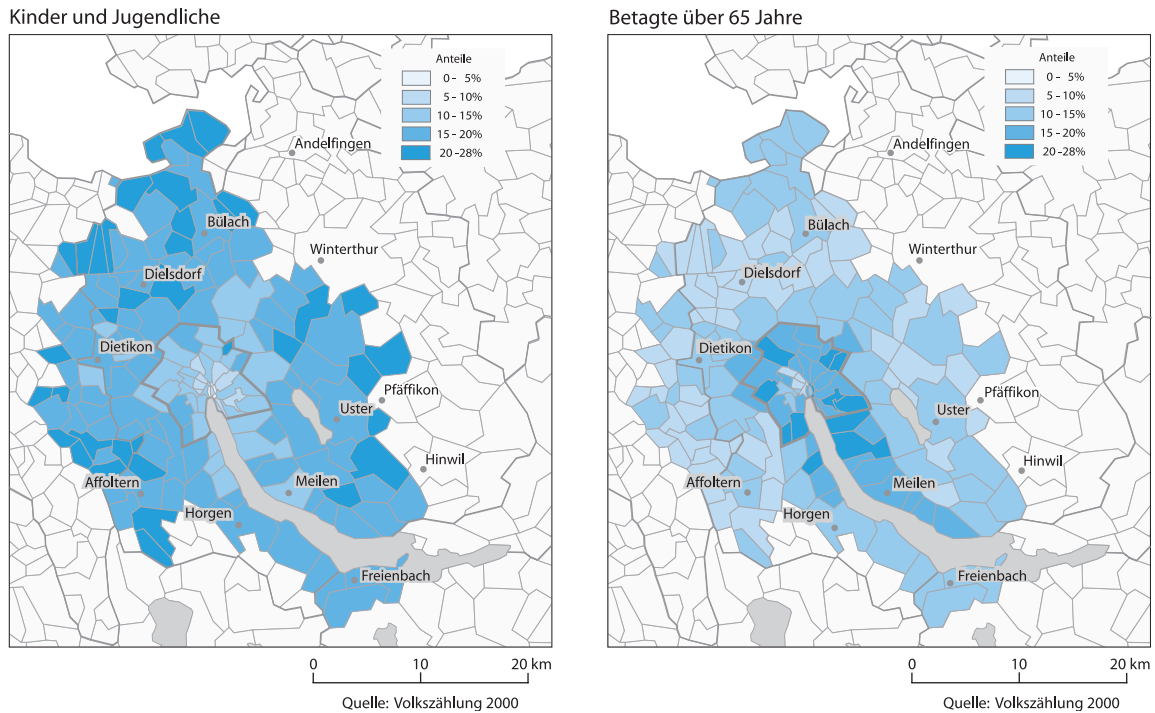 Kinder und Jugendliche
Anteile
0 - 5%
5 - 10%
10 - 15%
15 - 20%
20 -28%
Andelfingen
Bülach
Winterthur
Dielsdorf
Dietikon
Pfäffikon
Uster
Hinwil
Affoltern
Meilen
Horgen
Freienbach
0 10 20 km
Quelle: Volkszählung 2000
Betagte über 65 Jahre
Anteile
0 - 5%
5 - 10%
10 - 15%
15 - 20%
20 -28%
Andelfingen
Bülach
Winterthur
Dielsdorf
Dietikon
Pfäffikon
Uster
Hinwil
Affoltern
Meilen
Horgen
Freienbach
0 10 20 km
Quelle: Volkszählung 2000